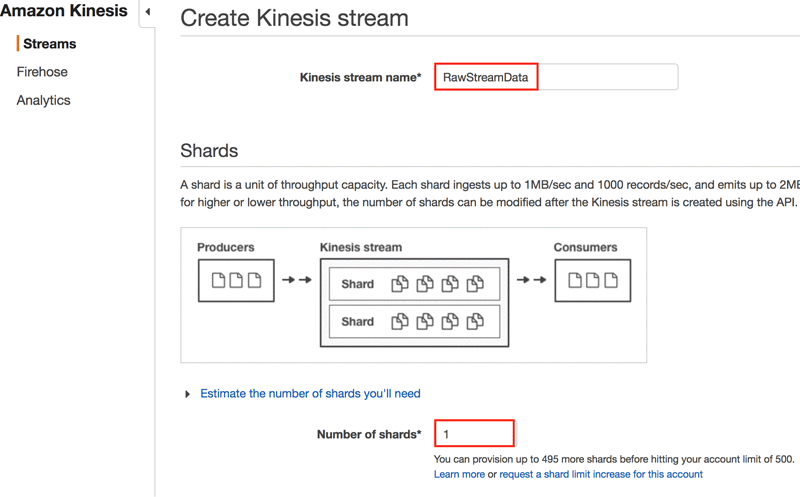 Amazon Kinesis
Streams
Firehose
Analytics
Create Kinesis stream
Kinesis stream name* RawStreamData
Shards
A shard is a unit of throughput capacity. Each shard ingests up to 1MB/sec and 1000 records/sec, and emits up to 2MB
for higher or lower throughput, the number of shards can be modified after the Kinesis stream is created using the API.
Producers Kinesis stream Consumers
Shard
Shard
Estimate the number of shards you'll need
Number of shards* 1
You can provision up to 495 more shards before hitting your account limit of 500.
Learn more or request a shard limit increase for this account